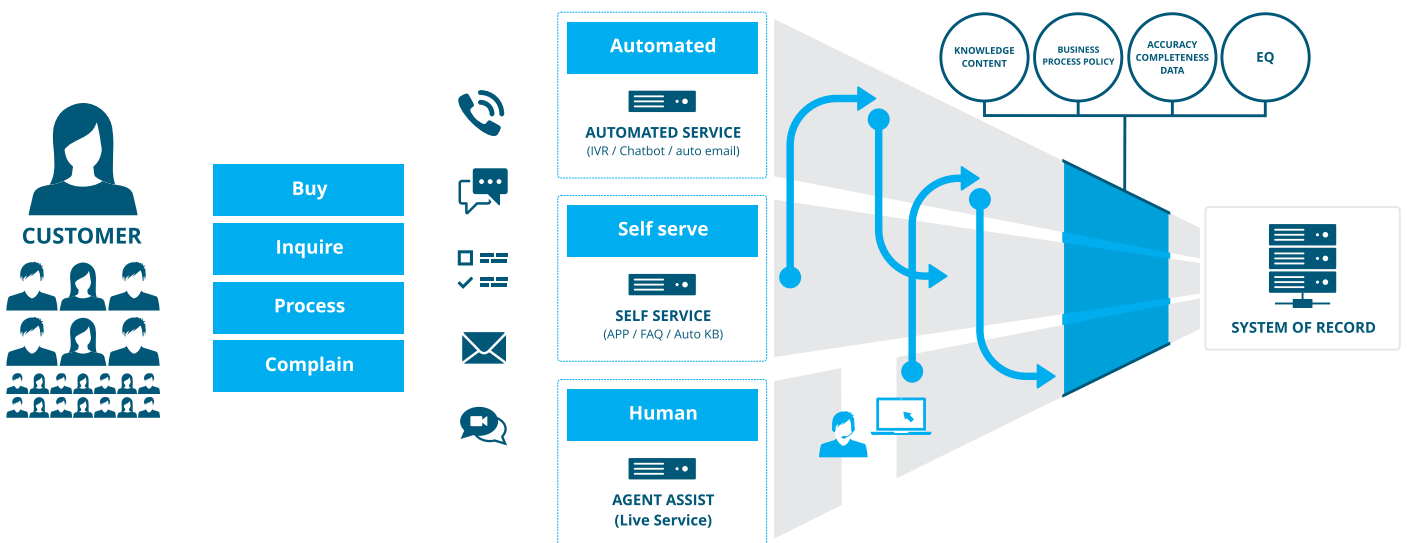 CUSTOMER
Buy
Inquire
Process
Complain
Automated
AUTOMATED SERVICE
(IVR / Chatbot / auto email)
Self serve
SELF SERVICE
(APP / FAQ / Auto KB)
Human
AGENT ASSIST
(Live Service)
KNOWLEDGE
CONTENT
BUSINESS
PROCESS POLICY
ACCURACY
COMPLETENESS
DATA
EQ
SYSTEM OF RECORD